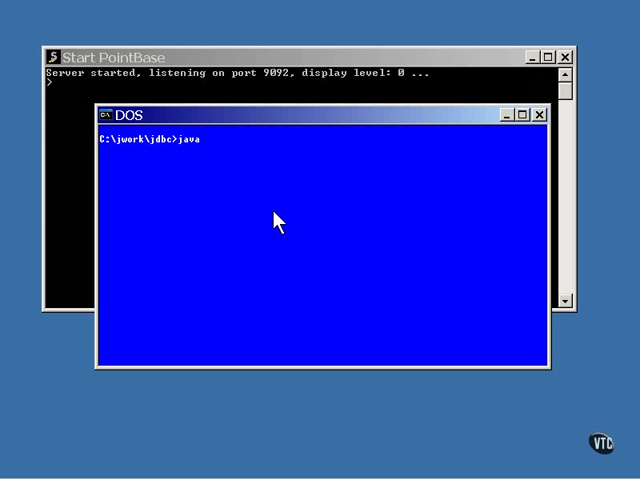 Start PointBase
Server started, listening on port 9092, display level: 0 ...
>
DOS
C:\jwork\jdbc>java
VTC